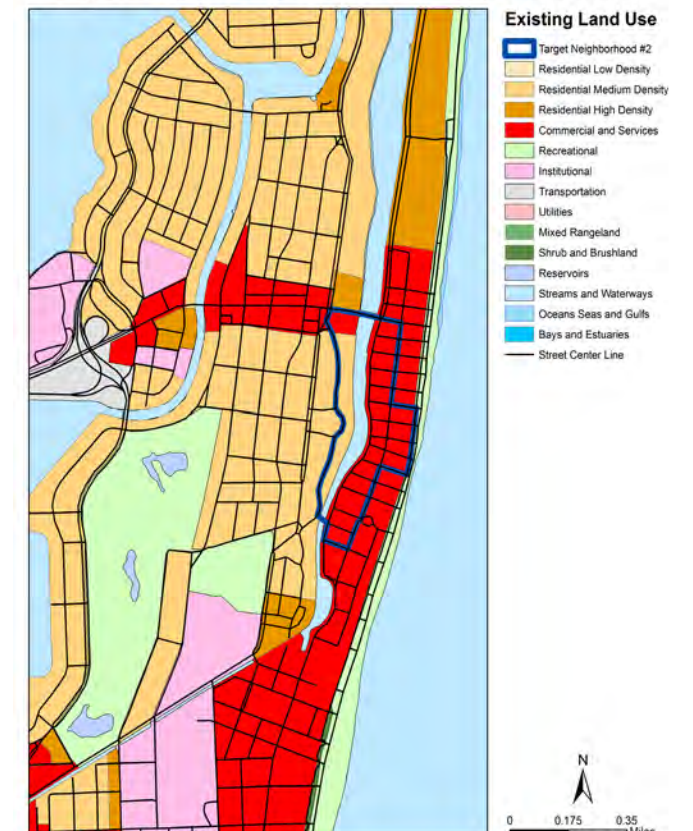 Existing Land Use
Target Neighborhood #2
Residential Low Density
Residential Medium Density
Residential High Density
Commercial and Services
Recreational
Institutional
Transportation
Utilities
Mixed Rangeland
Shrub and Brushland
Reservoirs
Streams and Waterways
Oceans Seas and Gulfs
Bays and Estuaries
Street Center Line
N
0 0.175 0.35
Miles